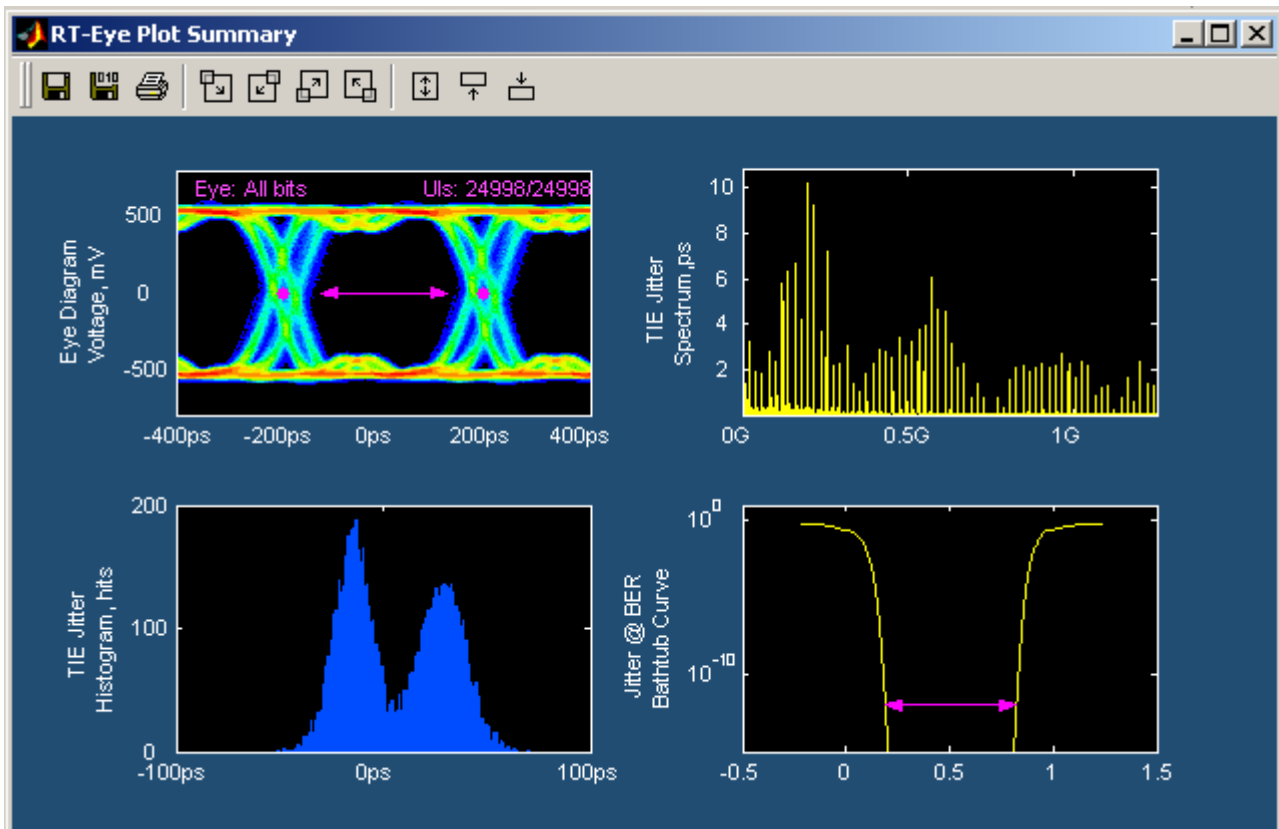 RT-Eye Plot Summary
010
Eye Diagram
Voltage, mV
500
0
-500
Eye: All bits
UIs: 24998/24998
-400ps
-200ps
0ps
200ps
400ps
TIE Jitter
Spectrum,ps
10
8
6
4
2
0G
0.5G
1G
TIE Jitter
Histogram, hits
200
100
0
-100ps
0ps
100ps
Jitter @ BER
Bathtub Curve
10^0
10^-10
-0.5
0
0.5
1
1.5